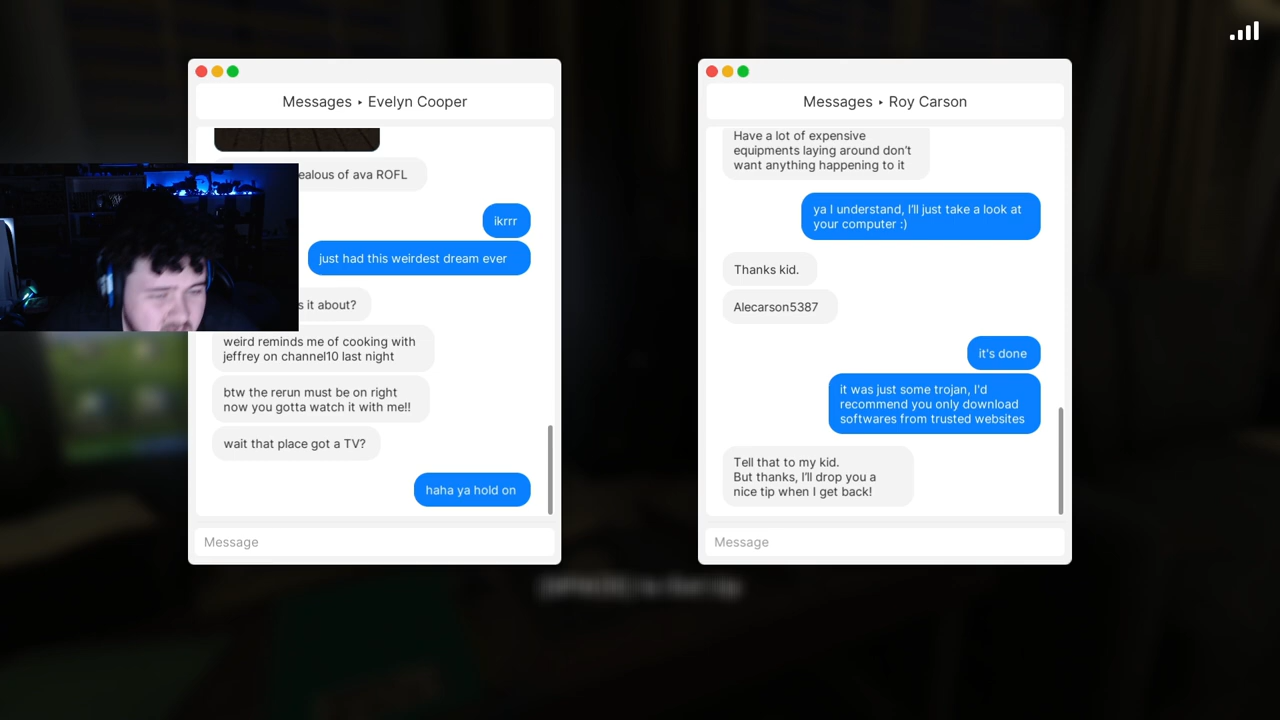 Messages ‣ Evelyn Cooper
ealous of ava ROFL
ikrrr
just had this weirdest dream ever
s it about?
weird reminds me of cooking with
jeffrey on channel10 last night
btw the rerun must be on right
now you gotta watch it with me!!
wait that place got a TV?
haha ya hold on
Message
Messages ‣ Roy Carson
Have a lot of expensive
equipments laying around don't
want anything happening to it
ya I understand, I'll just take a look at
your computer :)
Thanks kid.
Alecarson5387
it's done
it was just some trojan, I'd
recommend you only download
softwares from trusted websites
Tell that to my kid.
But thanks, I'll drop you a
nice tip when I get back!
Message